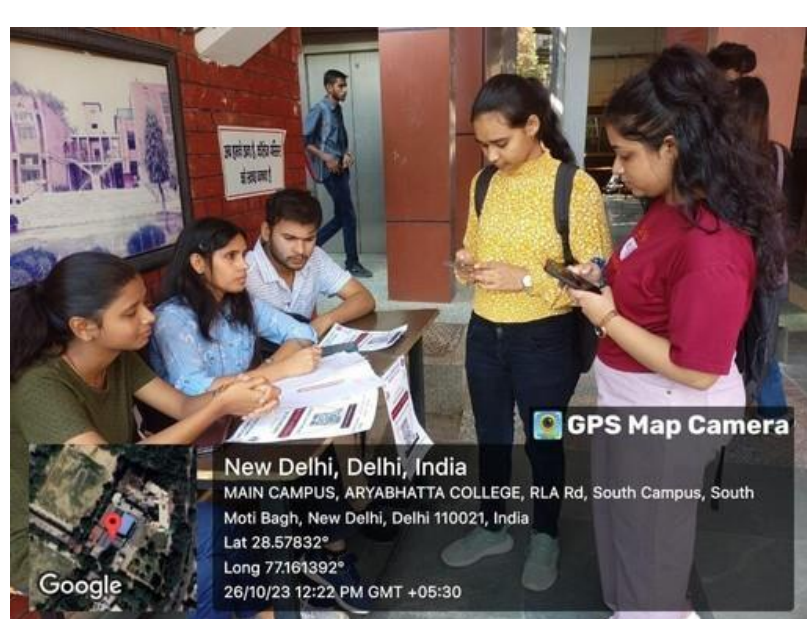 GPS Map Camera
New Delhi, Delhi, India
MAIN CAMPUS, ARYABHATTA COLLEGE, RLA Rd, South Campus, South
Moti Bagh, New Delhi, Delhi 110021, India
Lat 28.57832°
Long 77.161392°
26/10/23 12:22 PM GMT +05:30
Google